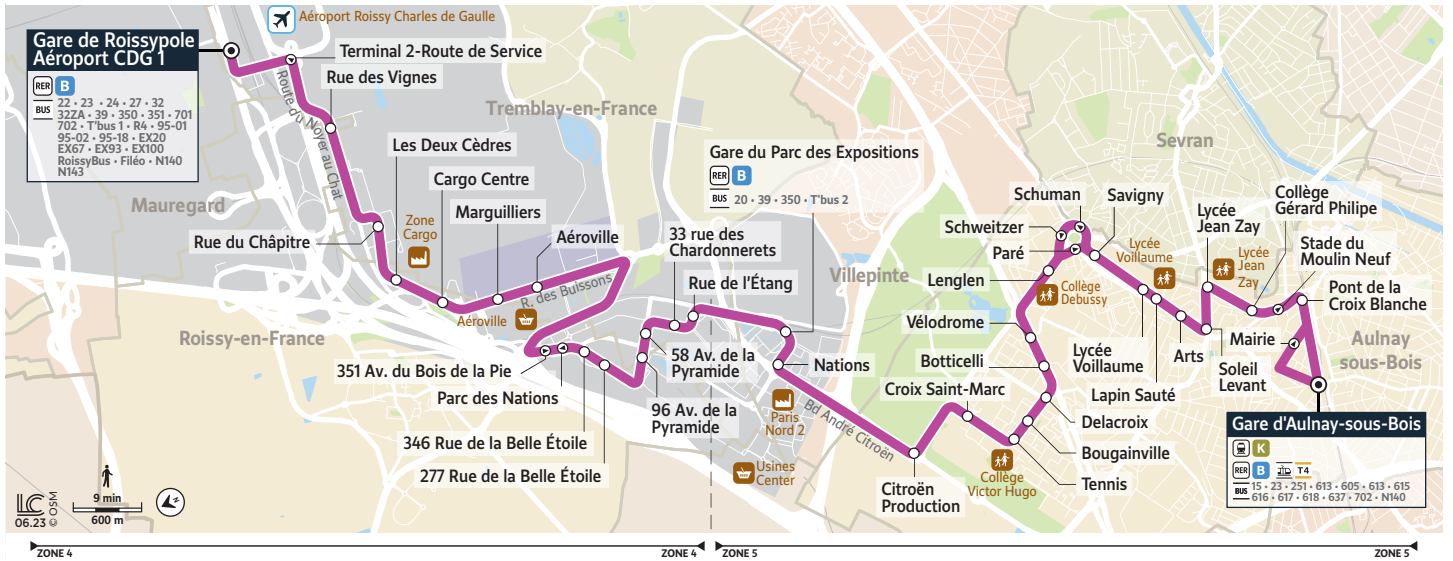 Aéroport Roissy Charles de Gaulle
Gare de Roissypole
Aéroport CDG 1
RER B
BUS
22 • 23 • 24 • 27 • 32
32ZA • 39 • 350 • 351 • 701
702 • T'bus 1 • R4 • 95-01
95-02 • 95-18 • EX20
EX67 • EX93 • EX100
RoissyBus • Filéo • N140
N143
Terminal 2-Route de Service
Rue des Vignes
Route du Noyer au Chat
Tremblay-en-France
Les Deux Cèdres
Cargo Centre
Marguilliers
Mauregard
Rue du Châpitre
Zone
Cargo
Aéroville
R. des Buissons
Aéroville
Roissy-en-France
33 rue des
Chardonnerets
Rue de l'Étang
Gare du Parc des Expositions
RER B
BUS 20 • 39 • 350 • T'bus 2
Villepinte
351 Av. du Bois de la Pie
Parc des Nations
346 Rue de la Belle Étoile
277 Rue de la Belle Étoile
58 Av. de la
Pyramide
96 Av. de la
Pyramide
Nations
Paris
Nord 2
Usines
Center
Bd André Citroën
Citroën
Production
Croix Saint-Marc
Collège
Victor Hugo
Tennis
Bougainville
Delacroix
Botticelli
Vélodrome
Lenglen
Collège
Debussy
Paré
Schweitzer
Schuman
Savigny
Sevran
Lycée
Voillaume
Lycée
Voillaume
Lapin Sauté
Arts
Soleil
Levant
Lycée
Jean Zay
Lycée
Jean
Zay
Collège
Gérard Philipe
Stade du
Moulin Neuf
Pont de la
Croix Blanche
Mairie
Aulnay
sous-Bois
Gare d'Aulnay-sous-Bois
K
RER B T4
BUS
15 • 23 • 251 • 613 • 605 • 613 • 615
616 • 617 • 618 • 637 • 702 • N140
LC
06.23 © OSM
9 min
600 m
ZONE 4
ZONE 4
ZONE 5
ZONE 5